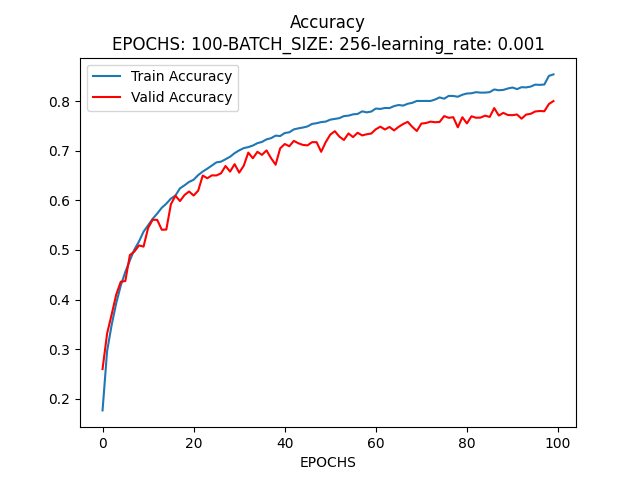 Accuracy
EPOCHS: 100-BATCH_SIZE: 256-learning_rate: 0.001
Train Accuracy
Valid Accuracy
0.8
0.7
0.6
0.5
0.4
0.3
0.2
0 20 40 60 80 100
EPOCHS